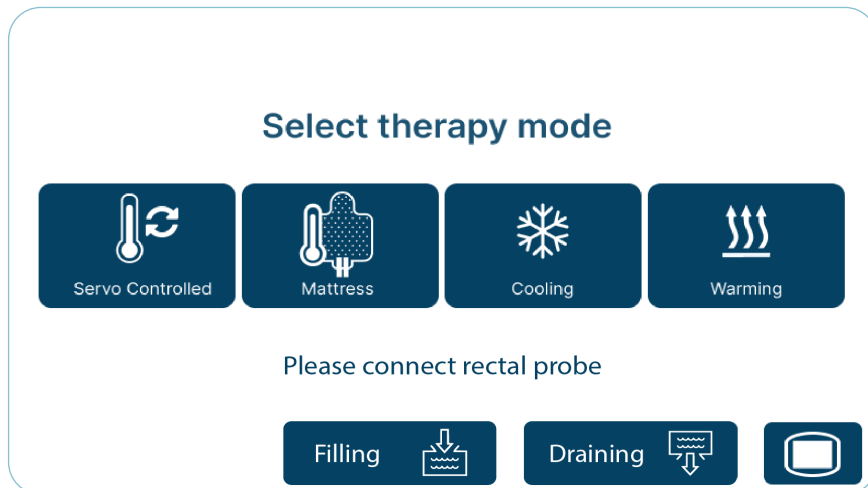 Select therapy mode
Servo Controlled
Mattress
Cooling
Warming
Please connect rectal probe
Filling
Draining